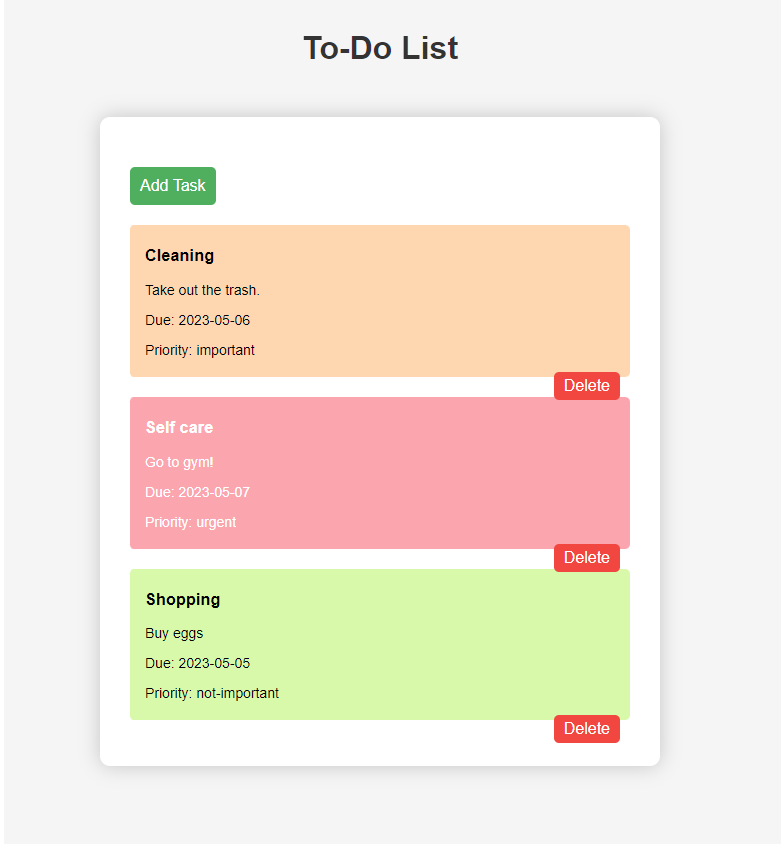 To-Do List
Add Task
Cleaning
Take out the trash.
Due: 2023-05-06
Priority: important
Delete
Self care
Go to gym!
Due: 2023-05-07
Priority: urgent
Delete
Shopping
Buy eggs
Due: 2023-05-05
Priority: not-important
Delete